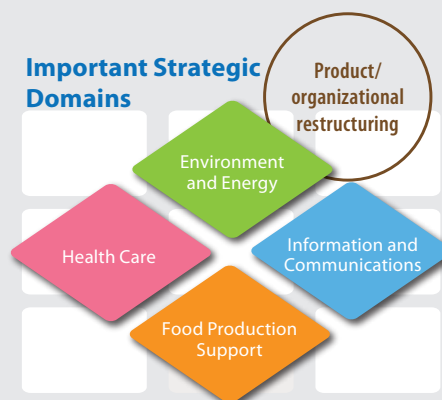 Important Strategic
Domains
Product/
organizational
restructuring
Environment
and Energy
Health Care
Information and
Communications
Food Production
Support